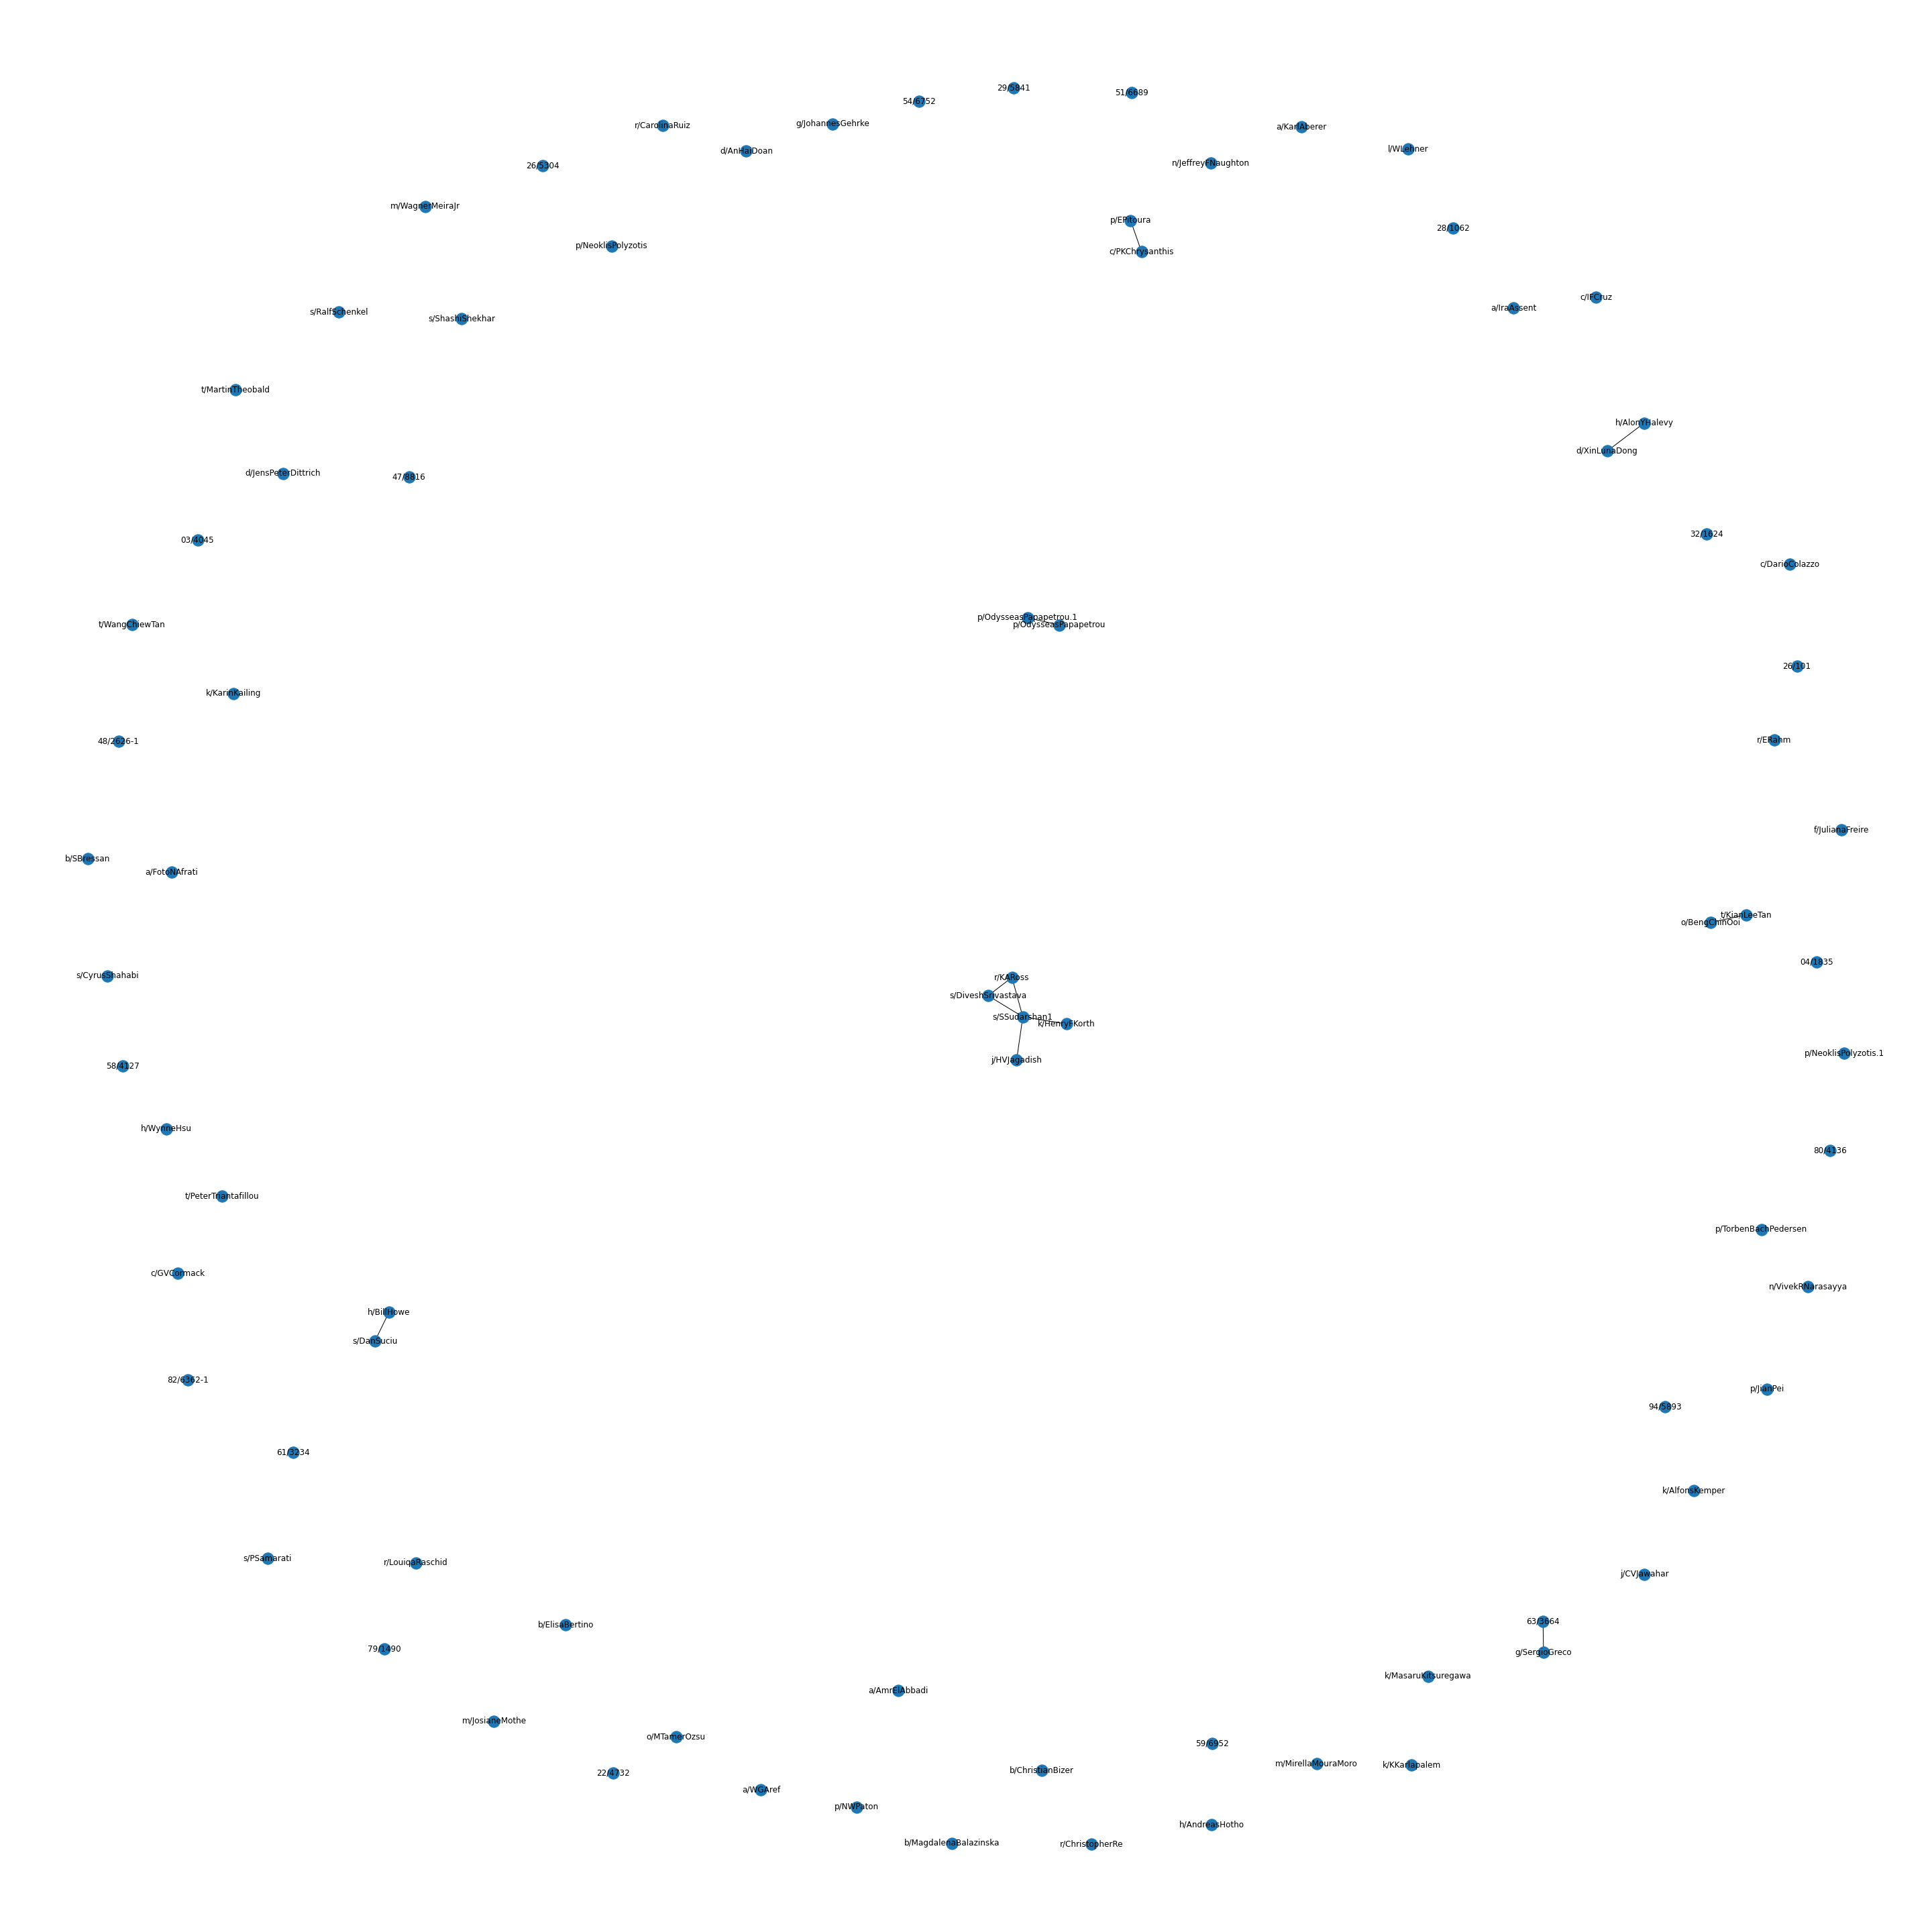 29/5841
51/6689
54/6752
g/JohannesGehrke
r/CarolinaRuiz
a/KarlAberer
l/WLehner
d/AnHaiDoan
n/JeffreyFNaughton
26/5304
m/WagnerMeiraJr
p/EPitoura
28/1062
p/NeoklisPolyzotis
c/PKChrysanthis
c/IFCruz
a/IraAssent
s/RalfSchenkel
s/ShashiShekhar
t/MartinTheobald
h/AlonYHalevy
d/XinLunaDong
d/JensPeterDittrich
47/8816
32/1624
03/4045
c/DarioColazzo
p/OdysseasPapapetrou.1
p/OdysseasPapapetrou
t/WangChiewTan
26/101
k/KarinKailing
r/ERahm
48/2626-1
f/JulianaFreire
b/SBressan
a/FotoNAfrati
t/KianLeeTan
o/BengChinOoi
04/1835
s/CyrusShahabi
r/KARoss
s/DiveshSrivastava
s/SSudarshan1
k/HenryFKorth
p/NeoklisPolyzotis.1
j/HVJagadish
58/4127
h/WynneHsu
80/4136
t/PeterTriantafillou
p/TorbenBachPedersen
c/GVCormack
n/VivekRNarasayya
h/BillHowe
s/DanSuciu
82/6362-1
p/JianPei
94/5893
61/3234
k/AlfonsKemper
s/PSamarati
r/LouiqaRaschid
j/CVJawahar
63/3664
b/ElisaBertino
79/1490
g/SergioGreco
k/MasaruKitsuregawa
a/AmrElAbbadi
m/JosianeMothe
o/MTamerOzsu
59/6952
m/MirellaMouraMoro
k/KKarlapalem
b/ChristianBizer
22/4732
a/WGAref
p/NWPaton
h/AndreasHotho
b/MagdalenaBalazinska
r/ChristopherRe